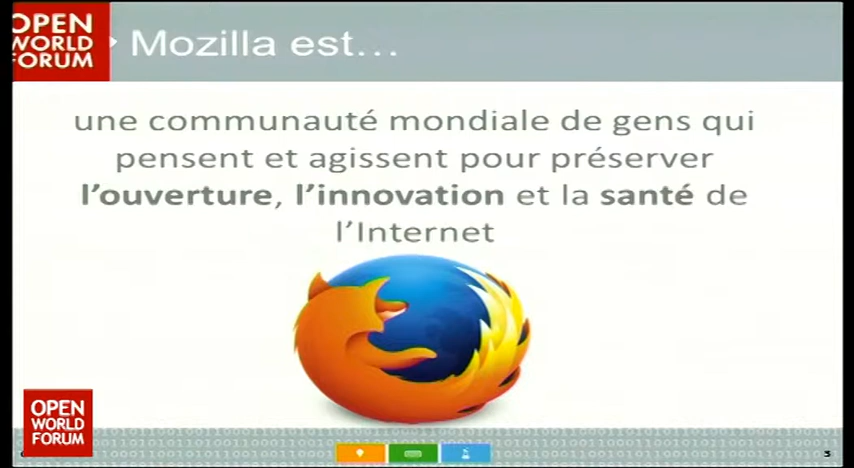 OPEN
WORLD
FORUM
Mozilla est…
une communauté mondiale de gens qui
pensent et agissent pour préserver
l’ouverture, l’innovation et la santé de
l’Internet
OPEN
WORLD
FORUM
3